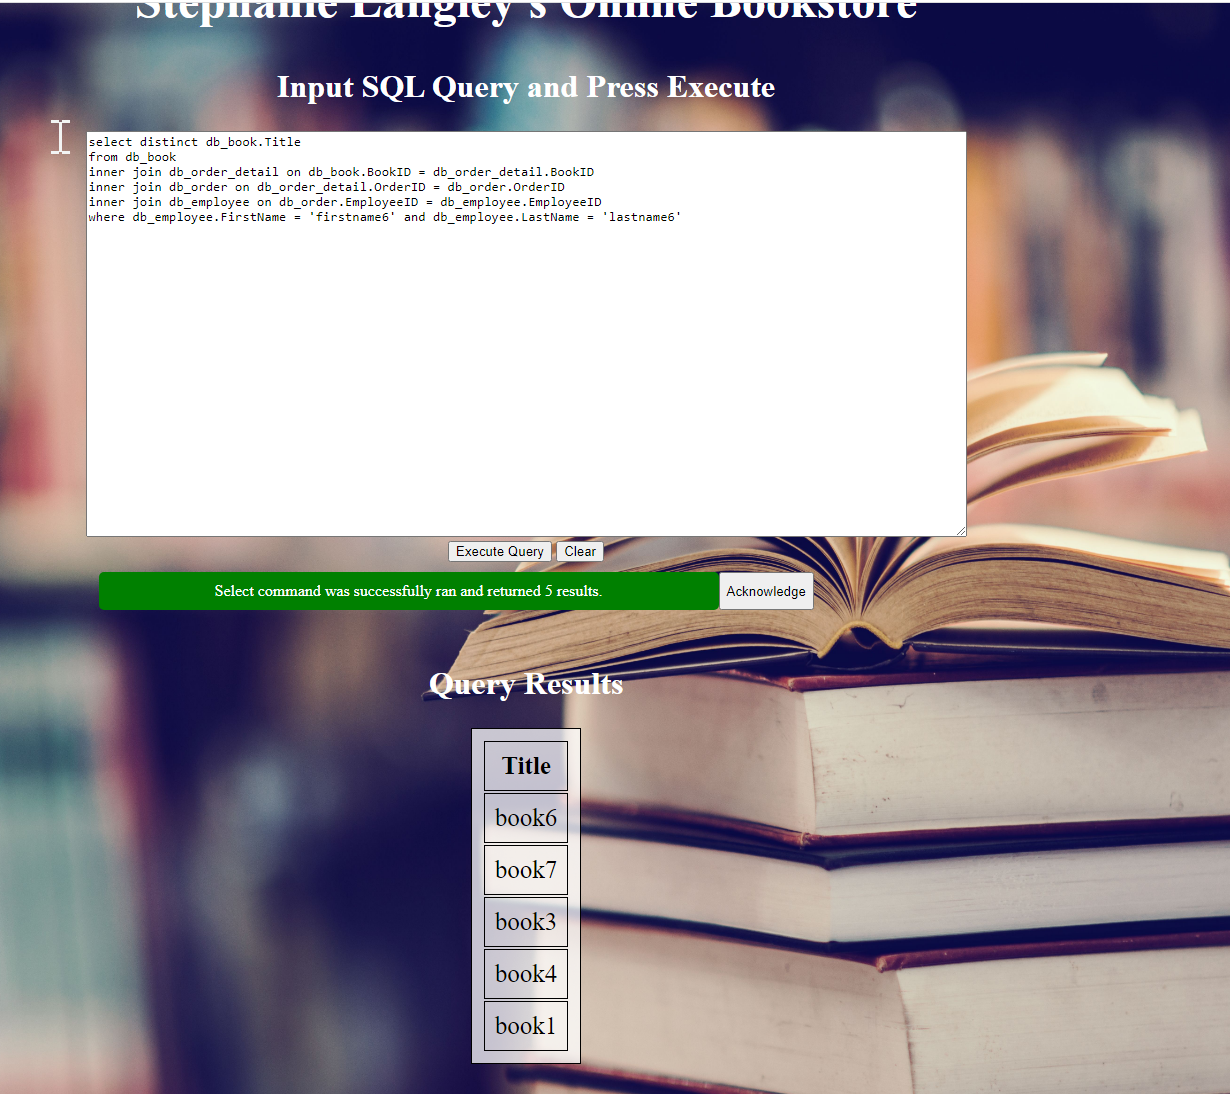 Stephanie Langley's Online Bookstore
Input SQL Query and Press Execute
select distinct db_book.Title
from db_book
inner join db_order_detail on db_book.BookID = db_order_detail.BookID
inner join db_order on db_order_detail.OrderID = db_order.OrderID
inner join db_employee on db_order.EmployeeID = db_employee.EmployeeID
where db_employee.FirstName = 'firstname6' and db_employee.LastName = 'lastname6'
Execute Query Clear
Select command was successfully ran and returned 5 results. Acknowledge
Query Results
Title
book6
book7
book3
book4
book1